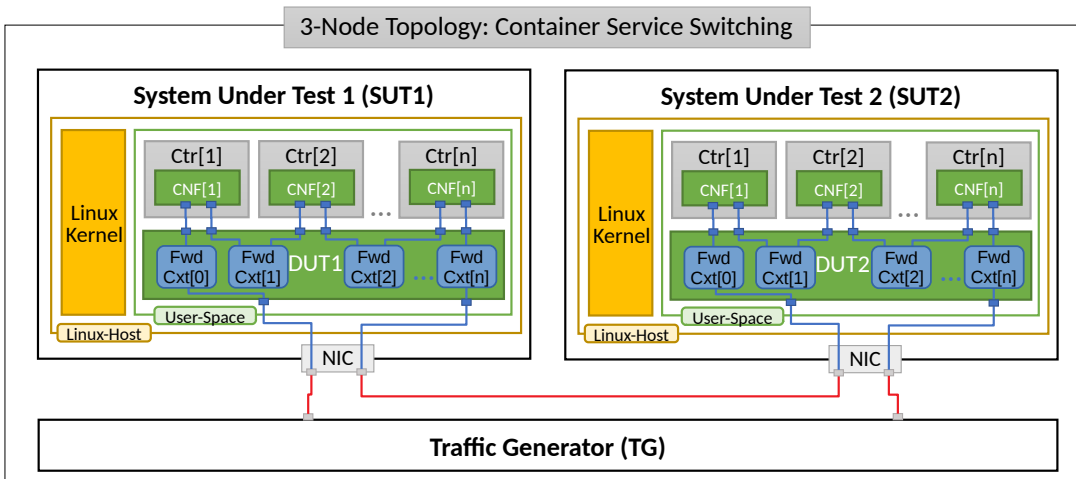 3-Node Topology: Container Service Switching
System Under Test 1 (SUT1)
Linux
Kernel
Ctr[1]
CNF[1]
Ctr[2]
CNF[2]
...
Ctr[n]
CNF[n]
Fwd
Cxt[0]
Fwd
Cxt[1]
DUT1
Fwd
Cxt[2]
...
Fwd
Cxt[n]
User-Space
Linux-Host
NIC
System Under Test 2 (SUT2)
Linux
Kernel
Ctr[1]
CNF[1]
Ctr[2]
CNF[2]
...
Ctr[n]
CNF[n]
Fwd
Cxt[0]
Fwd
Cxt[1]
DUT2
Fwd
Cxt[2]
...
Fwd
Cxt[n]
User-Space
Linux-Host
NIC
Traffic Generator (TG)